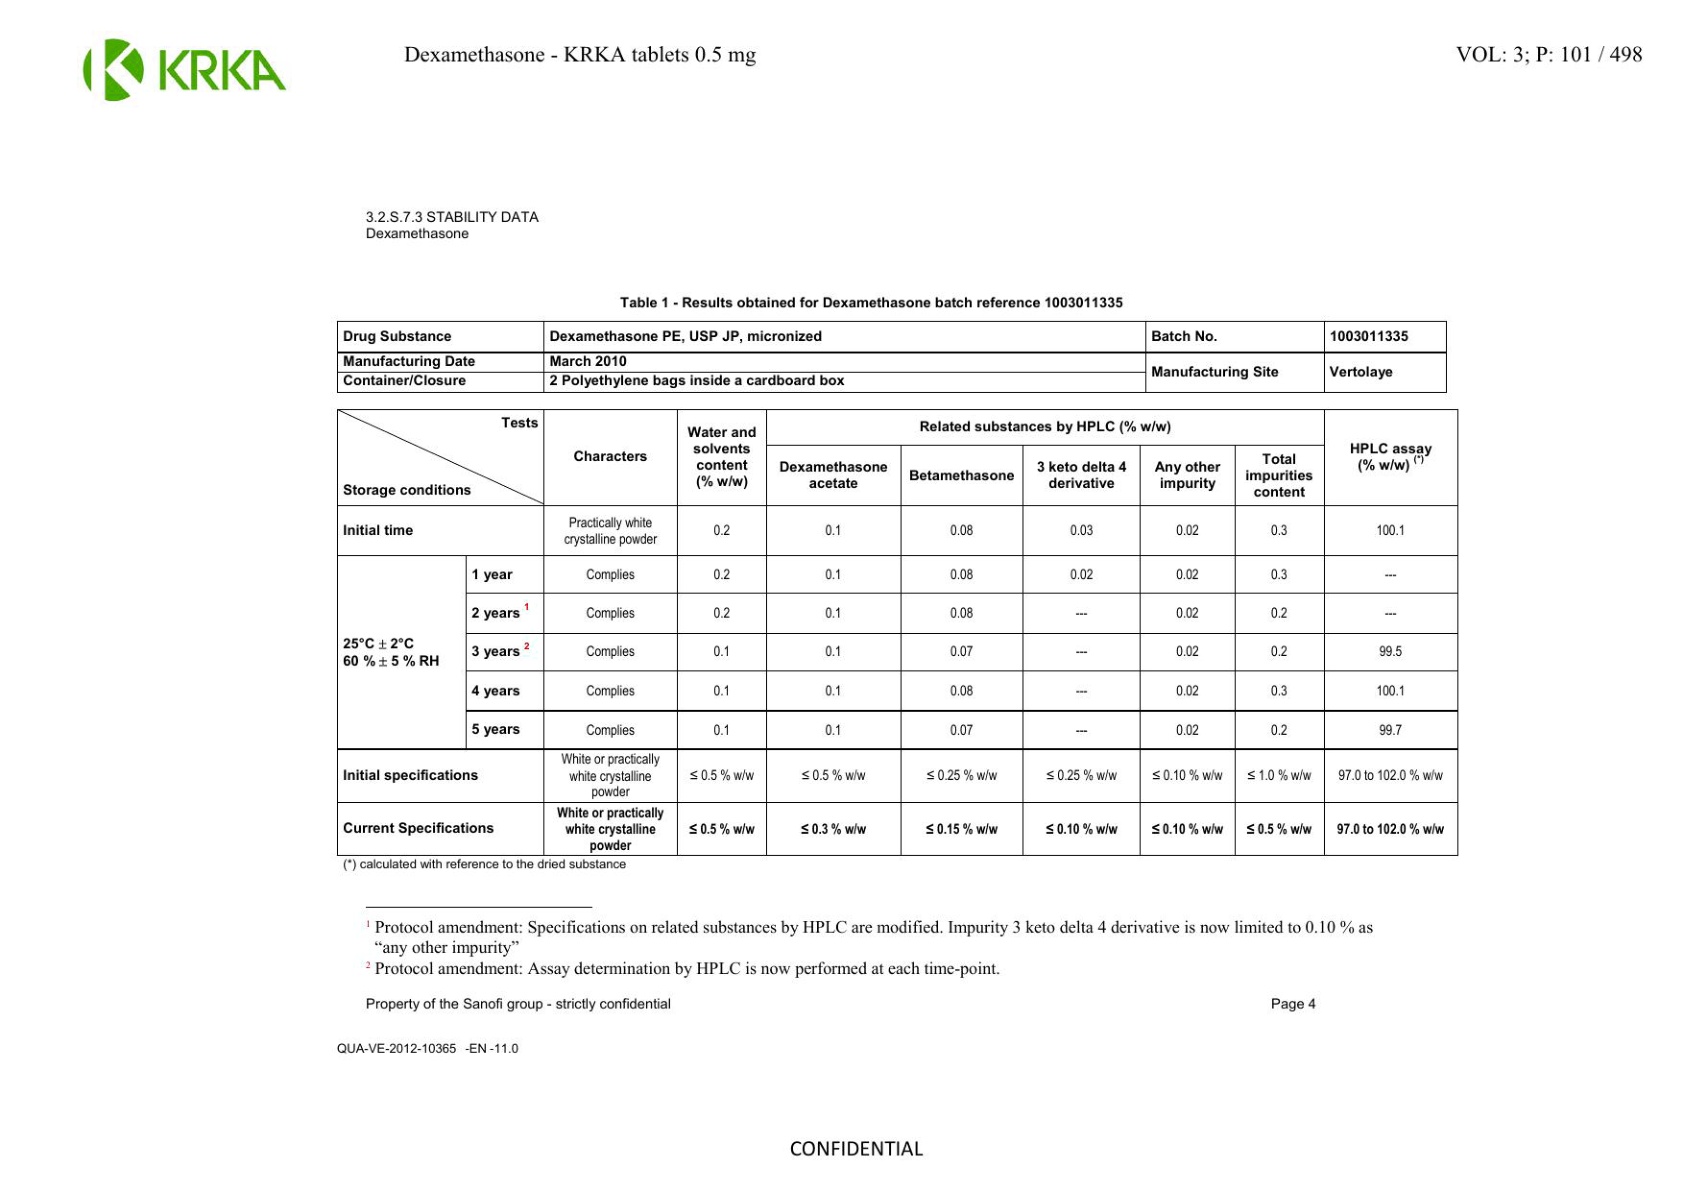 KRKA
Dexamethasone - KRKA tablets 0.5 mg
VOL: 3; P: 101 / 498
3.2.S.7.3 STABILITY DATA
Dexamethasone
Table 1 - Results obtained for Dexamethasone batch reference 1003011335
Drug Substance Dexamethasone PE, USP JP, micronized Batch No. 1003011335
Manufacturing Date March 2010
Container/Closure 2 Polyethylene bags inside a cardboard box
Manufacturing Site Vertolaye
Tests
Storage conditions
Characters
Water and
solvents
content
(% w/w)
Related substances by HPLC (% w/w)
Dexamethasone
acetate
Betamethasone
3 keto delta 4
derivative
Any other
impurity
Total
impurities
content
HPLC assay
(% w/w) (*)
Initial time
Practically white
crystalline powder
0.2 0.1 0.08 0.03 0.02 0.3 100.1
25°C ± 2°C
60 % ± 5 % RH
1 year Complies 0.2 0.1 0.08 0.02 0.02 0.3 ---
2 years 1 Complies 0.2 0.1 0.08 --- 0.02 0.2 ---
3 years 2 Complies 0.1 0.1 0.07 --- 0.02 0.2 99.5
4 years Complies 0.1 0.1 0.08 --- 0.02 0.3 100.1
5 years Complies 0.1 0.1 0.07 --- 0.02 0.2 99.7
Initial specifications
White or practically
white crystalline
powder
≤ 0.5 % w/w ≤ 0.5 % w/w ≤ 0.25 % w/w ≤ 0.25 % w/w ≤ 0.10 % w/w ≤ 1.0 % w/w 97.0 to 102.0 % w/w
Current Specifications
White or practically
white crystalline
powder
≤ 0.5 % w/w ≤ 0.3 % w/w ≤ 0.15 % w/w ≤ 0.10 % w/w ≤ 0.10 % w/w ≤ 0.5 % w/w 97.0 to 102.0 % w/w
(*) calculated with reference to the dried substance
1 Protocol amendment: Specifications on related substances by HPLC are modified. Impurity 3 keto delta 4 derivative is now limited to 0.10 % as
“any other impurity”
2 Protocol amendment: Assay determination by HPLC is now performed at each time-point.
Property of the Sanofi group - strictly confidential
Page 4
QUA-VE-2012-10365 -EN -11.0
CONFIDENTIAL